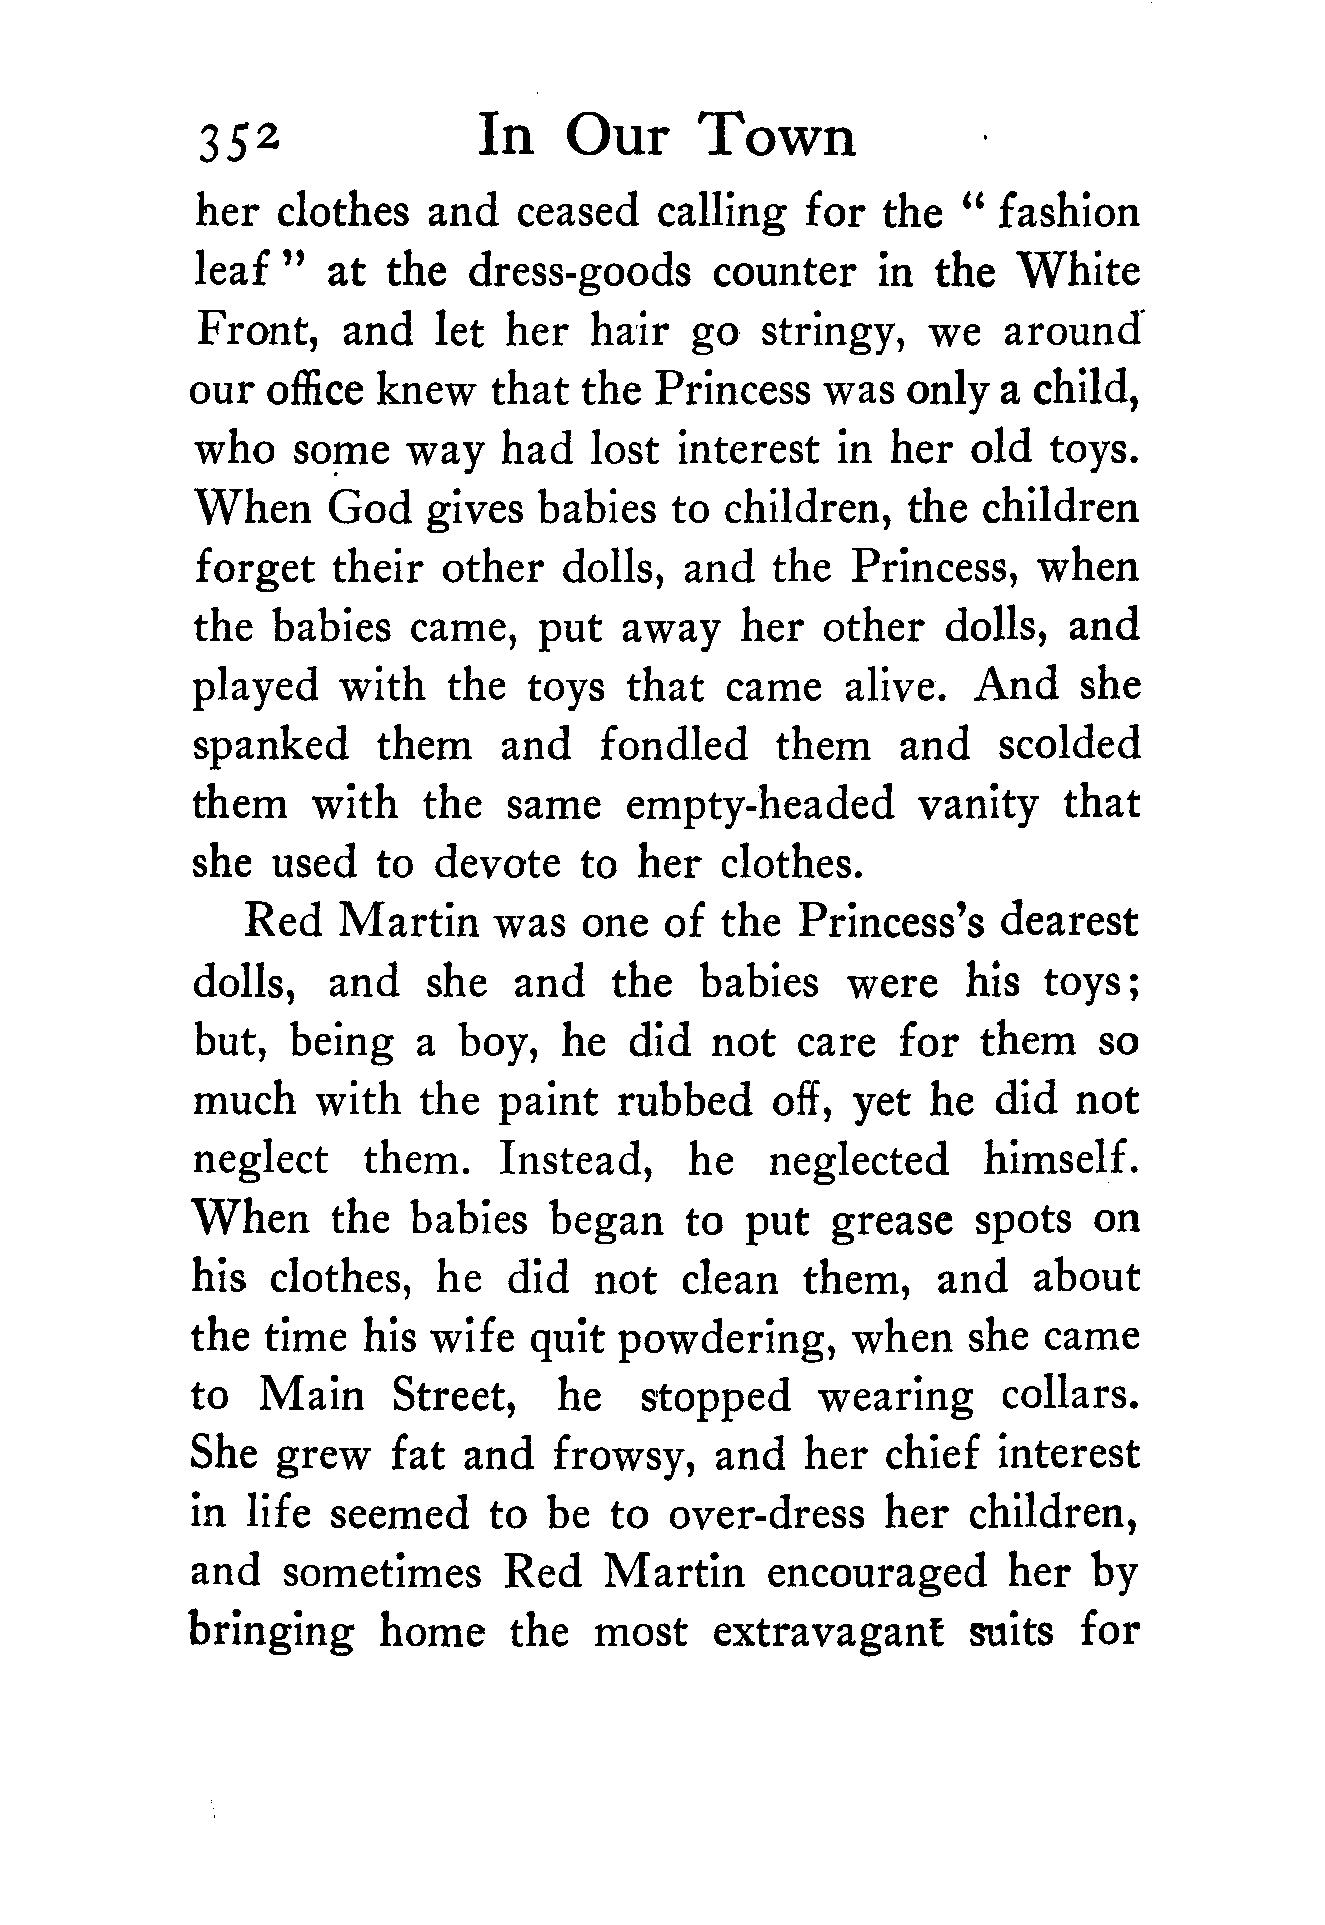 352 In Our Town
her clothes and ceased calling for the " fashion
leaf " at the dress-goods counter in the White
Front, and let her hair go stringy, we around
our office knew that the Princess was only a child,
who some way had lost interest in her old toys.
When God gives babies to children, the children
forget their other dolls, and the Princess, when
the babies came, put away her other dolls, and
played with the toys that came alive. And she
spanked them and fondled them and scolded
them with the same empty-headed vanity that
she used to devote to her clothes.
Red Martin was one of the Princess's dearest
dolls, and she and the babies were his toys;
but, being a boy, he did not care for them so
much with the paint rubbed off, yet he did not
neglect them. Instead, he neglected himself.
When the babies began to put grease spots on
his clothes, he did not clean them, and about
the time his wife quit powdering, when she came
to Main Street, he stopped wearing collars.
She grew fat and frowsy, and her chief interest
in life seemed to be to over-dress her children,
and sometimes Red Martin encouraged her by
bringing home the most extravagant suits for